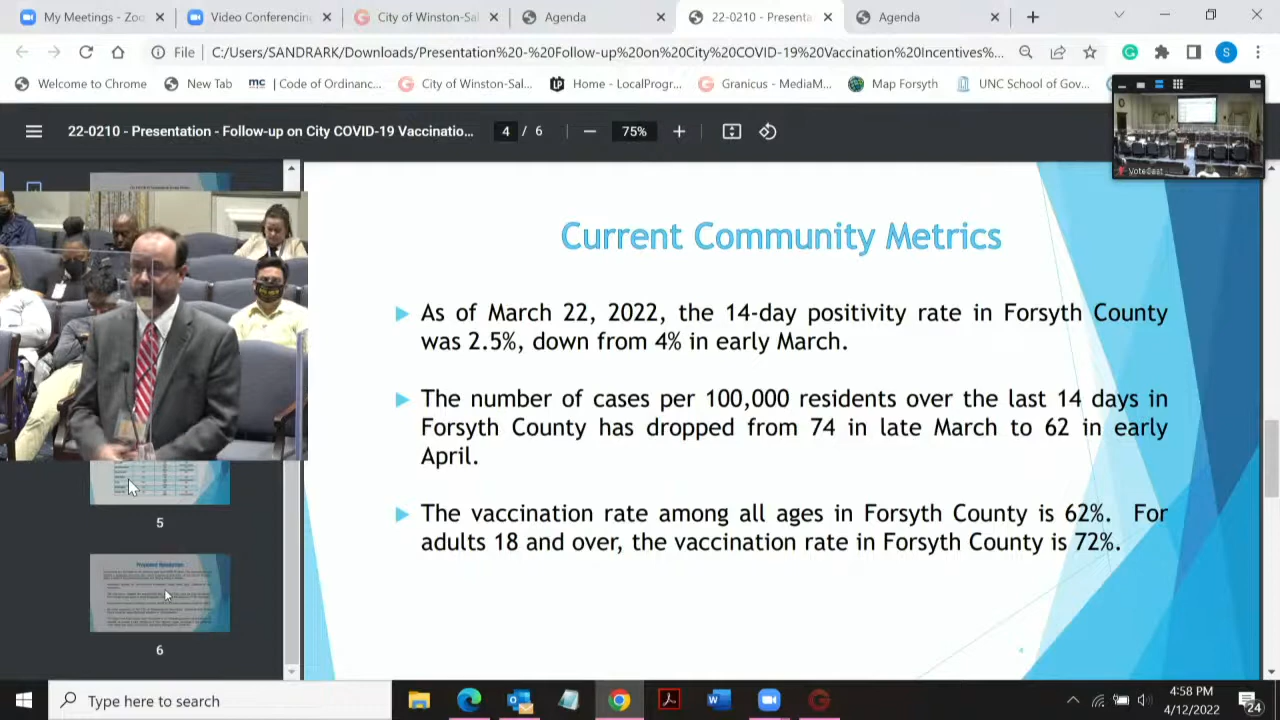 My Meetings - Zoo
Video Conferencing
City of Winston-Sal
Agenda
22-0210 - Presenta
Agenda
File
C:/Users/SANDRARK/Downloads/Presentation%20-%20Follow-up%20on%20City%20COVID-19%20Vaccination%20Incentives%...
S
Welcome to Chrome
New Tab
mc
| Code of Ordinanc...
City of Winston-Sal...
Home - LocalProgr...
Granicus - MediaM...
Map Forsyth
UNC School of Gov...
22-0210 - Presentation - Follow-up on City COVID-19 Vaccinatio...
4 / 6
75%
VoteCast
Current Community Metrics
As of March 22, 2022, the 14-day positivity rate in Forsyth County
was 2.5%, down from 4% in early March.
The number of cases per 100,000 residents over the last 14 days in
Forsyth County has dropped from 74 in late March to 62 in early
April.
The vaccination rate among all ages in Forsyth County is 62%. For
adults 18 and over, the vaccination rate in Forsyth County is 72%.
4
5
Proposed Resolution
6
Type here to search
4:58 PM
4/12/2022
24